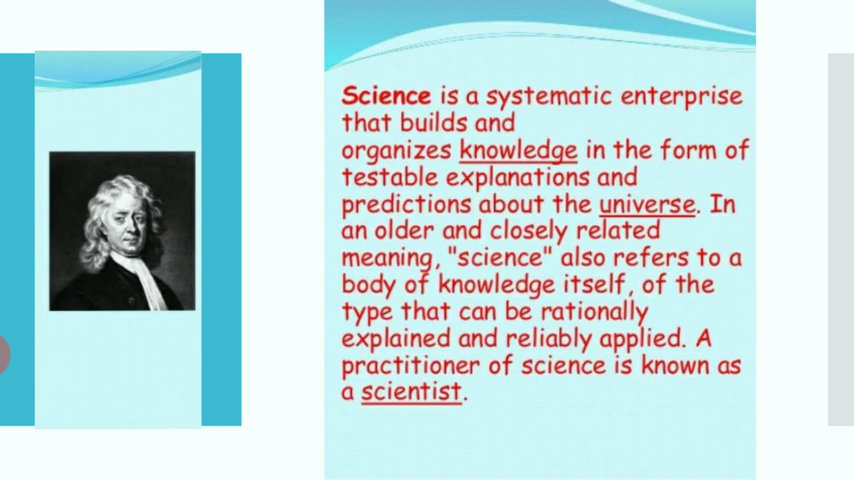 Science is a systematic enterprise
that builds and
organizes knowledge in the form of
testable explanations and
predictions about the universe. In
an older and closely related
meaning, "science" also refers to a
body of knowledge itself, of the
type that can be rationally
explained and reliably applied. A
practitioner of science is known as
a scientist.